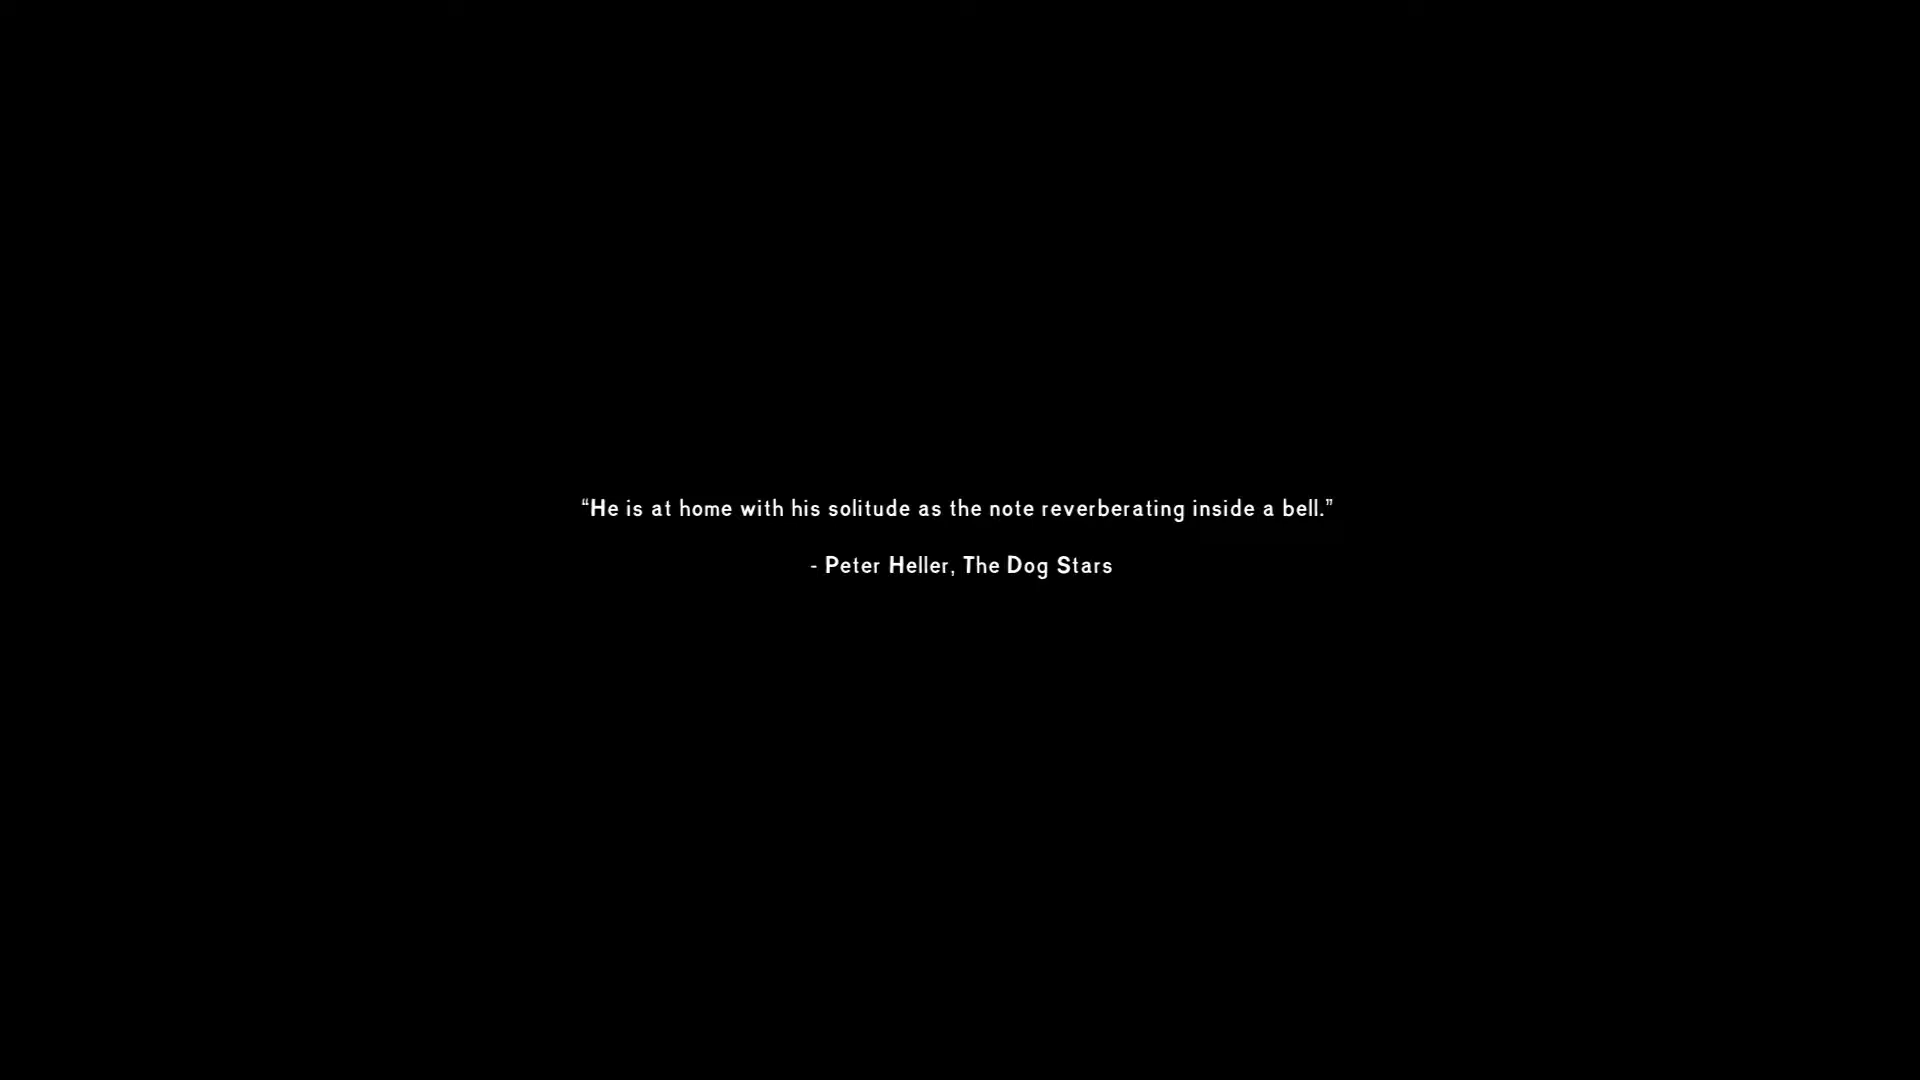 “He is at home with his solitude as the note reverberating inside a bell.”
- Peter Heller, The Dog Stars